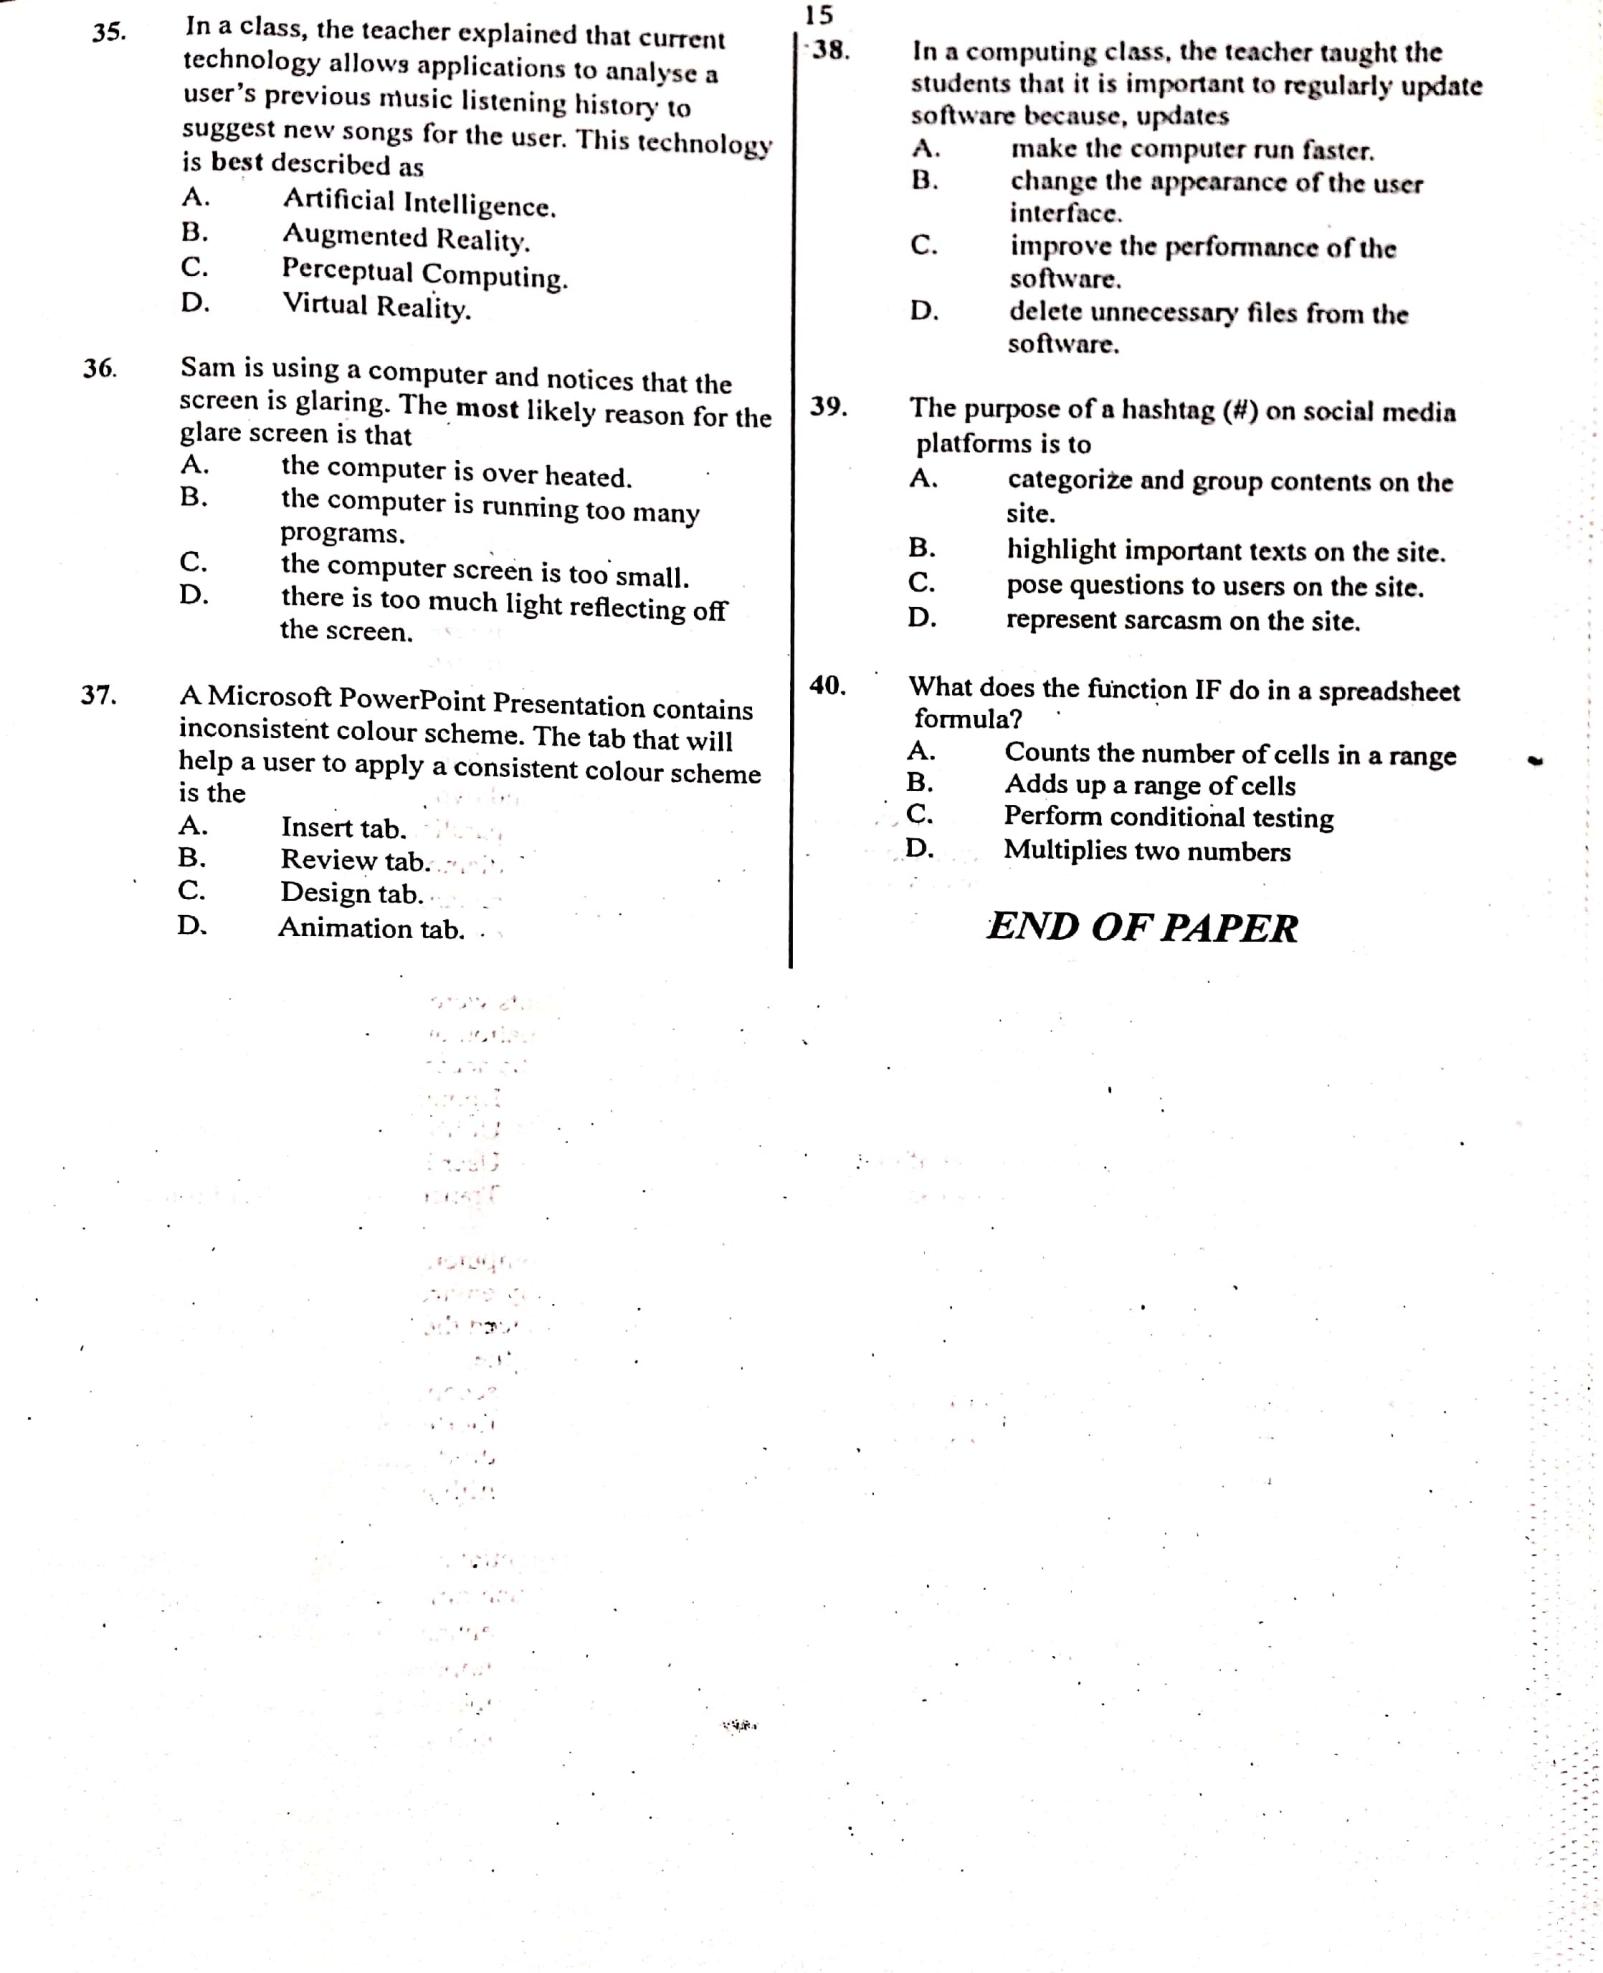 15
35. In a class, the teacher explained that current
technology allows applications to analyse a
user's previous music listening history to
suggest new songs for the user. This technology
is best described as
A. Artificial Intelligence.
B. Augmented Reality.
C. Perceptual Computing.
D. Virtual Reality.
36. Sam is using a computer and notices that the
screen is glaring. The most likely reason for the
glare screen is that
A. the computer is over heated.
B. the computer is running too many
programs.
C. the computer screen is too small.
D. there is too much light reflecting off
the screen.
37. A Microsoft PowerPoint Presentation contains
inconsistent colour scheme. The tab that will
help a user to apply a consistent colour scheme
is the
A. Insert tab.
B. Review tab.
C. Design tab.
D. Animation tab.
38. In a computing class, the teacher taught the
students that it is important to regularly update
software because, updates
A. make the computer run faster.
B. change the appearance of the user
interface.
C. improve the performance of the
software.
D. delete unnecessary files from the
software.
39. The purpose of a hashtag (#) on social media
platforms is to
A. categorize and group contents on the
site.
B. highlight important texts on the site.
C. pose questions to users on the site.
D. represent sarcasm on the site.
40. What does the function IF do in a spreadsheet
formula?
A. Counts the number of cells in a range
B. Adds up a range of cells
C. Perform conditional testing
D. Multiplies two numbers
END OF PAPER